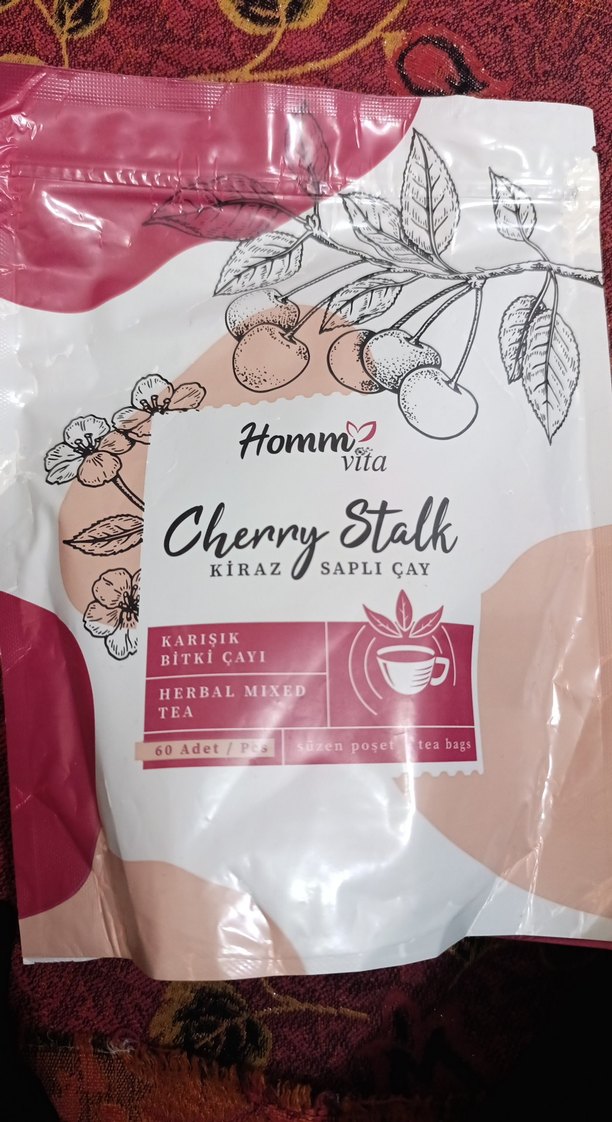 Homm
vita
Cherry Stalk
KİRAZ SAPLI ÇAY
KARIŞIK
BİTKİ ÇAYI
HERBAL MIXED
TEA
60 Adet / Pcs
süzen poşet / tea bags